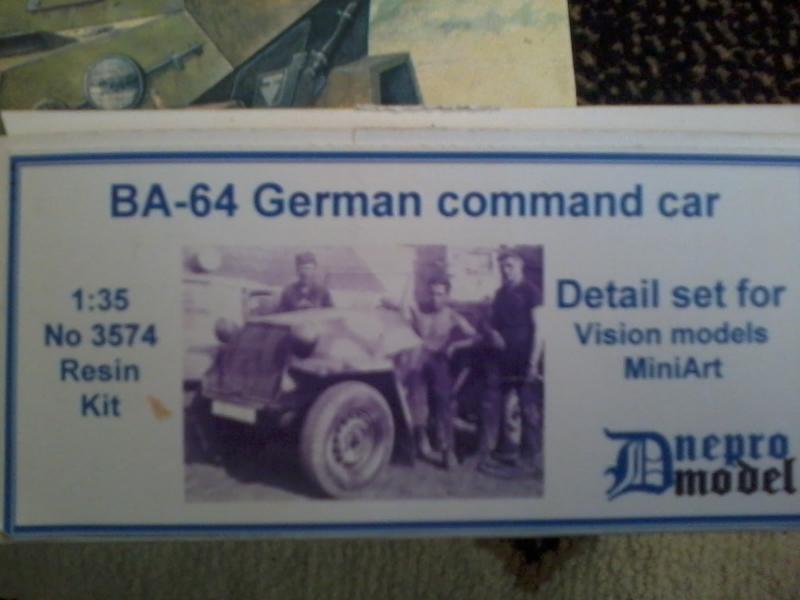 BA-64 German command car
1:35
No 3574
Resin
Kit
Detail set for
Vision models
MiniArt
Dnepro
model